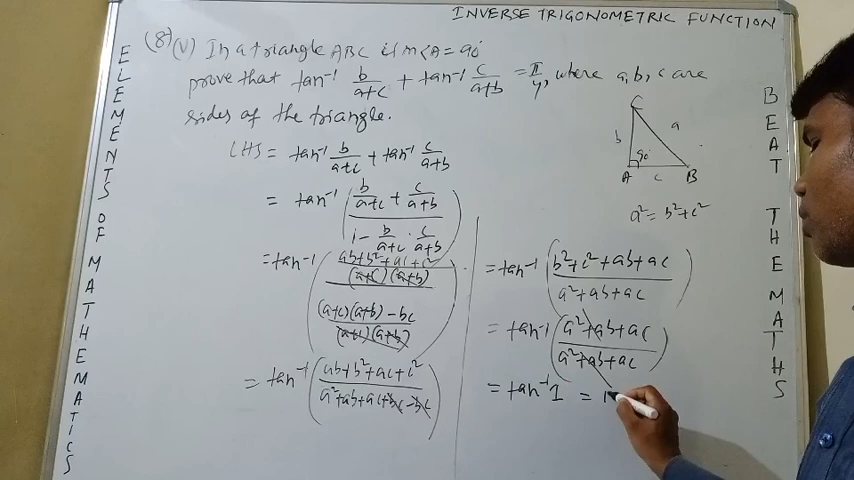 INVERSE TRIGONOMETRIC FUNCTION
ELEMENTS OF MATHEMATICS
BEAT THE MATHS
(8) (V) In a triangle ABC if m<A = 90°
prove that tan⁻¹ b/(a+c) + tan⁻¹ c/(a+b) = π/4, where a, b, c are
sides of the triangle.
C
b a
90°
A c B
a² = b² + c²
LHS = tan⁻¹ b/(a+c) + tan⁻¹ c/(a+b)
= tan⁻¹ ((b/(a+c) + c/(a+b)) / (1 - b/(a+c) · c/(a+b)))
= tan⁻¹ (((ab+b²+ac+c²)/((a+c)(a+b))) / (((a+c)(a+b) - bc)/((a+c)(a+b))))
= tan⁻¹ ((ab+b²+ac+c²)/(a²+ab+ac+bc-bc))
= tan⁻¹ ((b²+c²+ab+ac)/(a²+ab+ac))
= tan⁻¹ ((a²+ab+ac)/(a²+ab+ac))
= tan⁻¹ 1 =